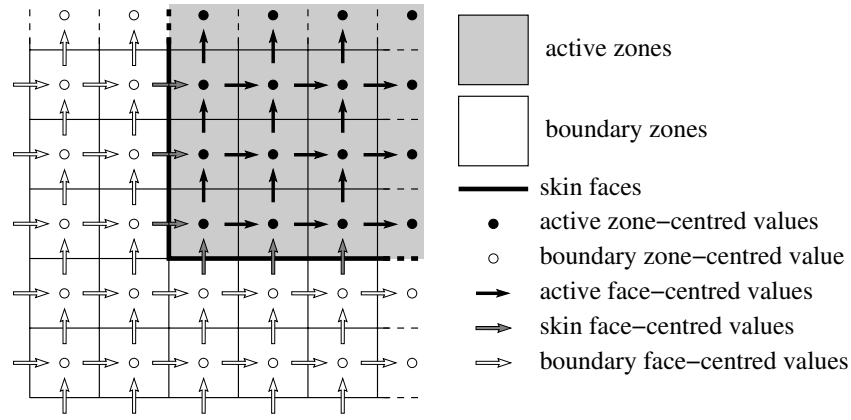 active zones
boundary zones
skin faces
active zone−centred values
boundary zone−centred value
active face−centred values
skin face−centred values
boundary face−centred values